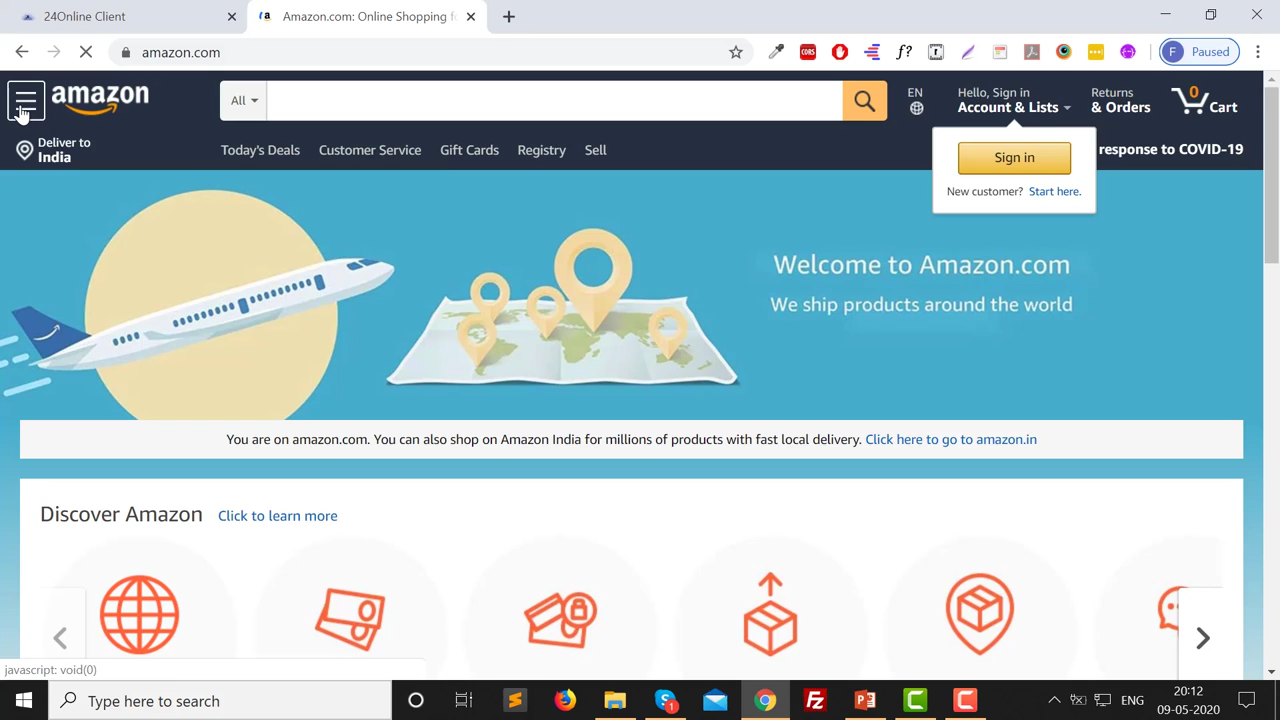 24Online Client
Amazon.com: Online Shopping fo
amazon.com
f?
F Paused
amazon
All
EN
Hello, Sign in
Account & Lists
Returns
& Orders
0
Cart
Deliver to
India
Today's Deals
Customer Service
Gift Cards
Registry
Sell
response to COVID-19
Sign in
New customer? Start here.
Welcome to Amazon.com
We ship products around the world
You are on amazon.com. You can also shop on Amazon India for millions of products with fast local delivery. Click here to go to amazon.in
Discover Amazon Click to learn more
javascript: void(0)
Type here to search
1
ENG
20:12
09-05-2020